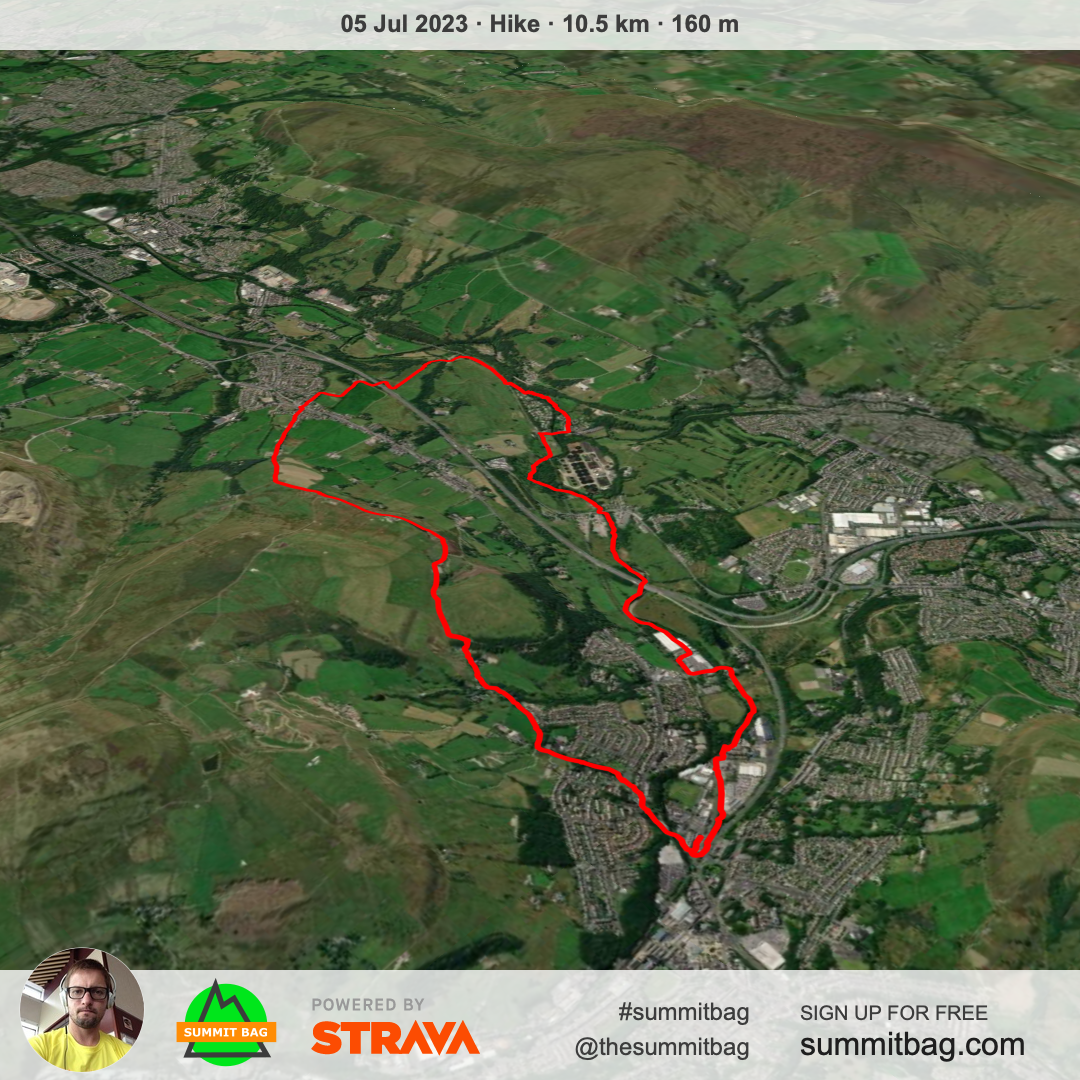 05 Jul 2023 · Hike · 10.5 km · 160 m
SUMMIT BAG
POWERED BY
STRAVA
#summitbag
@thesummitbag
SIGN UP FOR FREE
summitbag.com